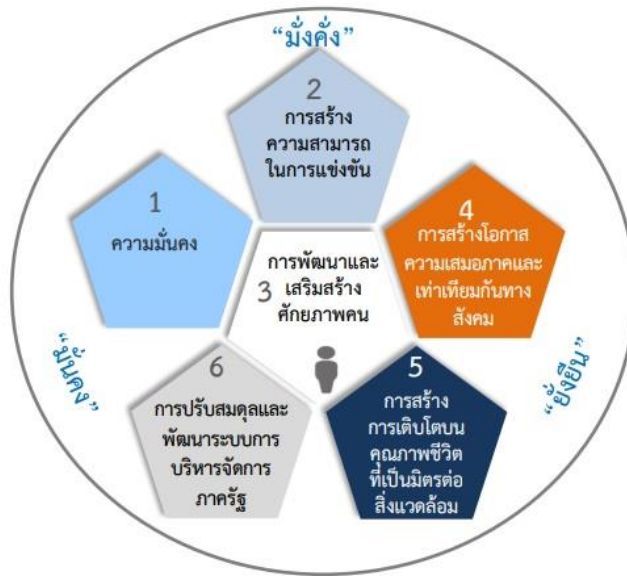 “มั่งคั่ง”
2
การสร้าง
ความสามารถ
ในการแข่งขัน
1
ความมั่นคง
4
การสร้างโอกาส
ความเสมอภาคและ
เท่าเทียมกันทาง
สังคม
การพัฒนาและ
3 เสริมสร้าง
ศักยภาพคน
“มั่นคง”
“ยั่งยืน”
6
การปรับสมดุลและ
พัฒนาระบบการ
บริหารจัดการ
ภาครัฐ
5
การสร้าง
การเติบโตบน
คุณภาพชีวิต
ที่เป็นมิตรต่อ
สิ่งแวดล้อม